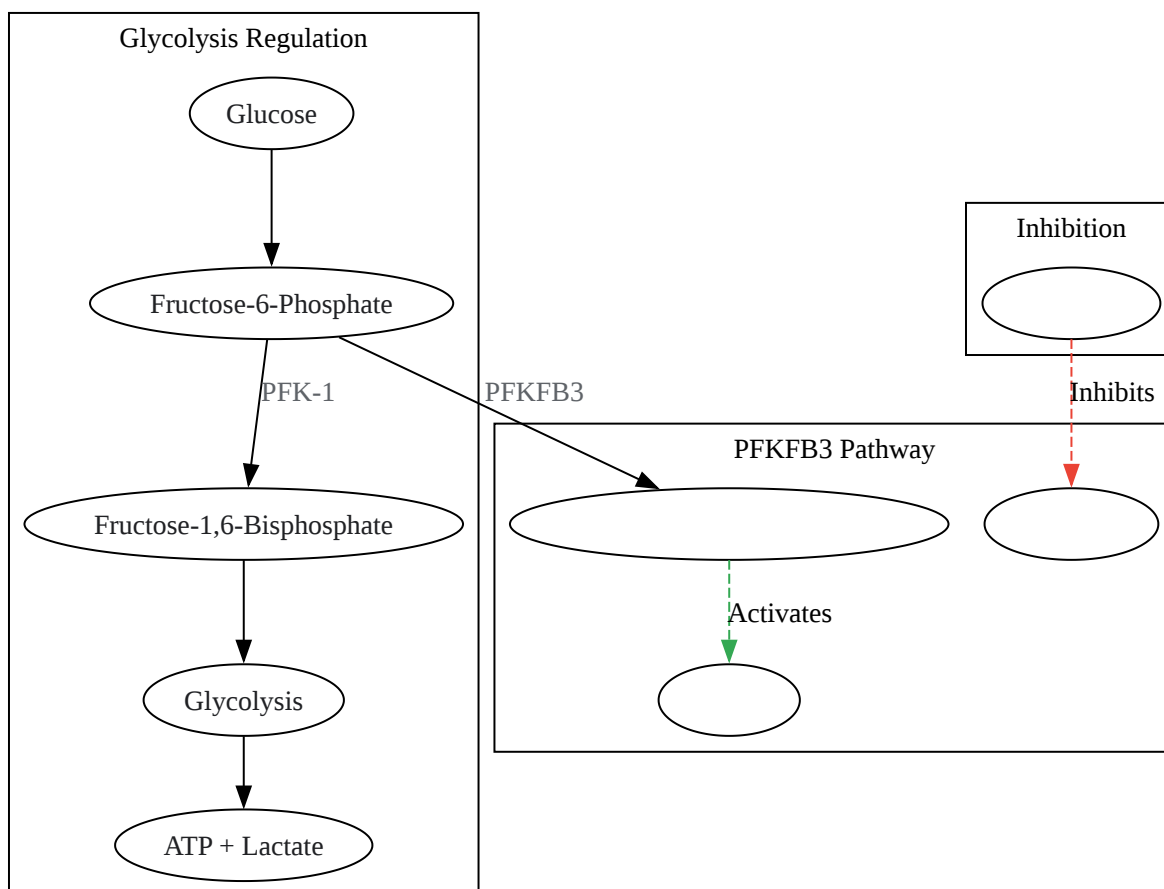 Glycolysis Regulation
Glucose
Inhibition
Fructose-6-Phosphate
PFK-1
PFKFB3
Inhibits
PFKFB3 Pathway
Fructose-1,6-Bisphosphate
Activates
Glycolysis
ATP + Lactate